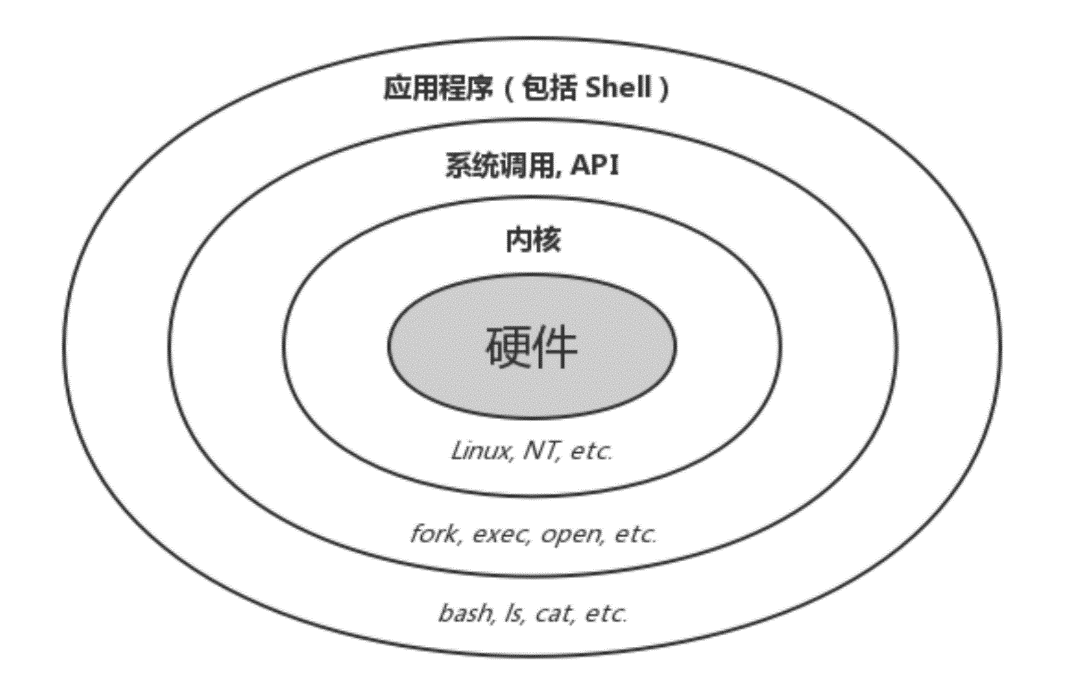 应用程序（包括 Shell）
系统调用, API
内核
硬件
Linux, NT, etc.
fork, exec, open, etc.
bash, ls, cat, etc.